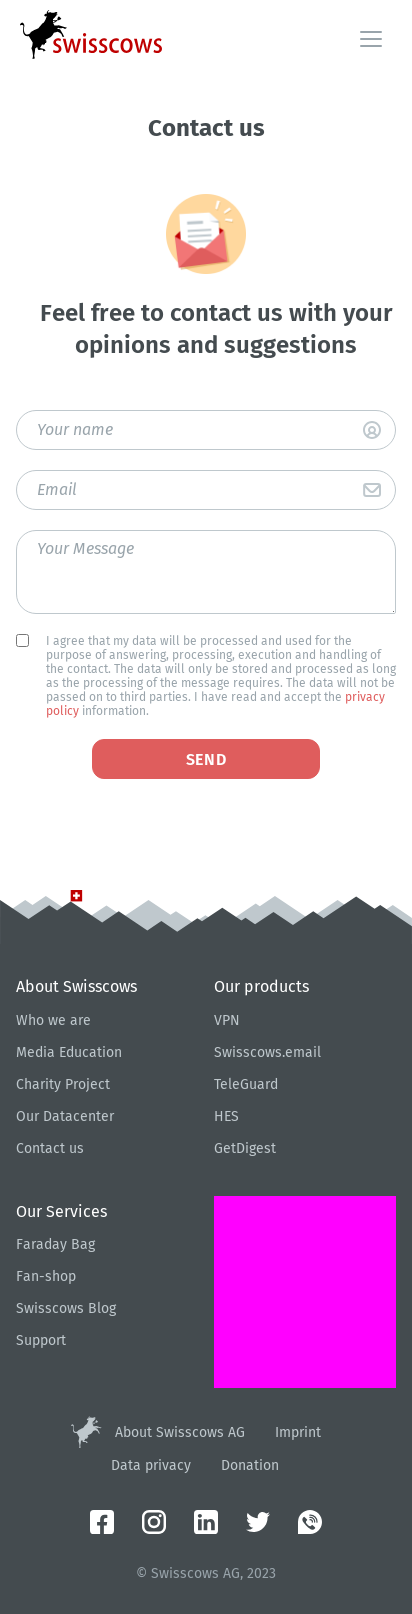 swisscows
Contact us
Feel free to contact us with your
opinions and suggestions
Your name
Email
Your Message
I agree that my data will be processed and used for the
purpose of answering, processing, execution and handling of
the contact. The data will only be stored and processed as long
as the processing of the message requires. The data will not be
passed on to third parties. I have read and accept the privacy
policy information.
SEND
About Swisscows
Who we are
Media Education
Charity Project
Our Datacenter
Contact us
Our products
VPN
Swisscows.email
TeleGuard
HES
GetDigest
Our Services
Faraday Bag
Fan-shop
Swisscows Blog
Support
About Swisscows AG Imprint
Data privacy Donation
© Swisscows AG, 2023